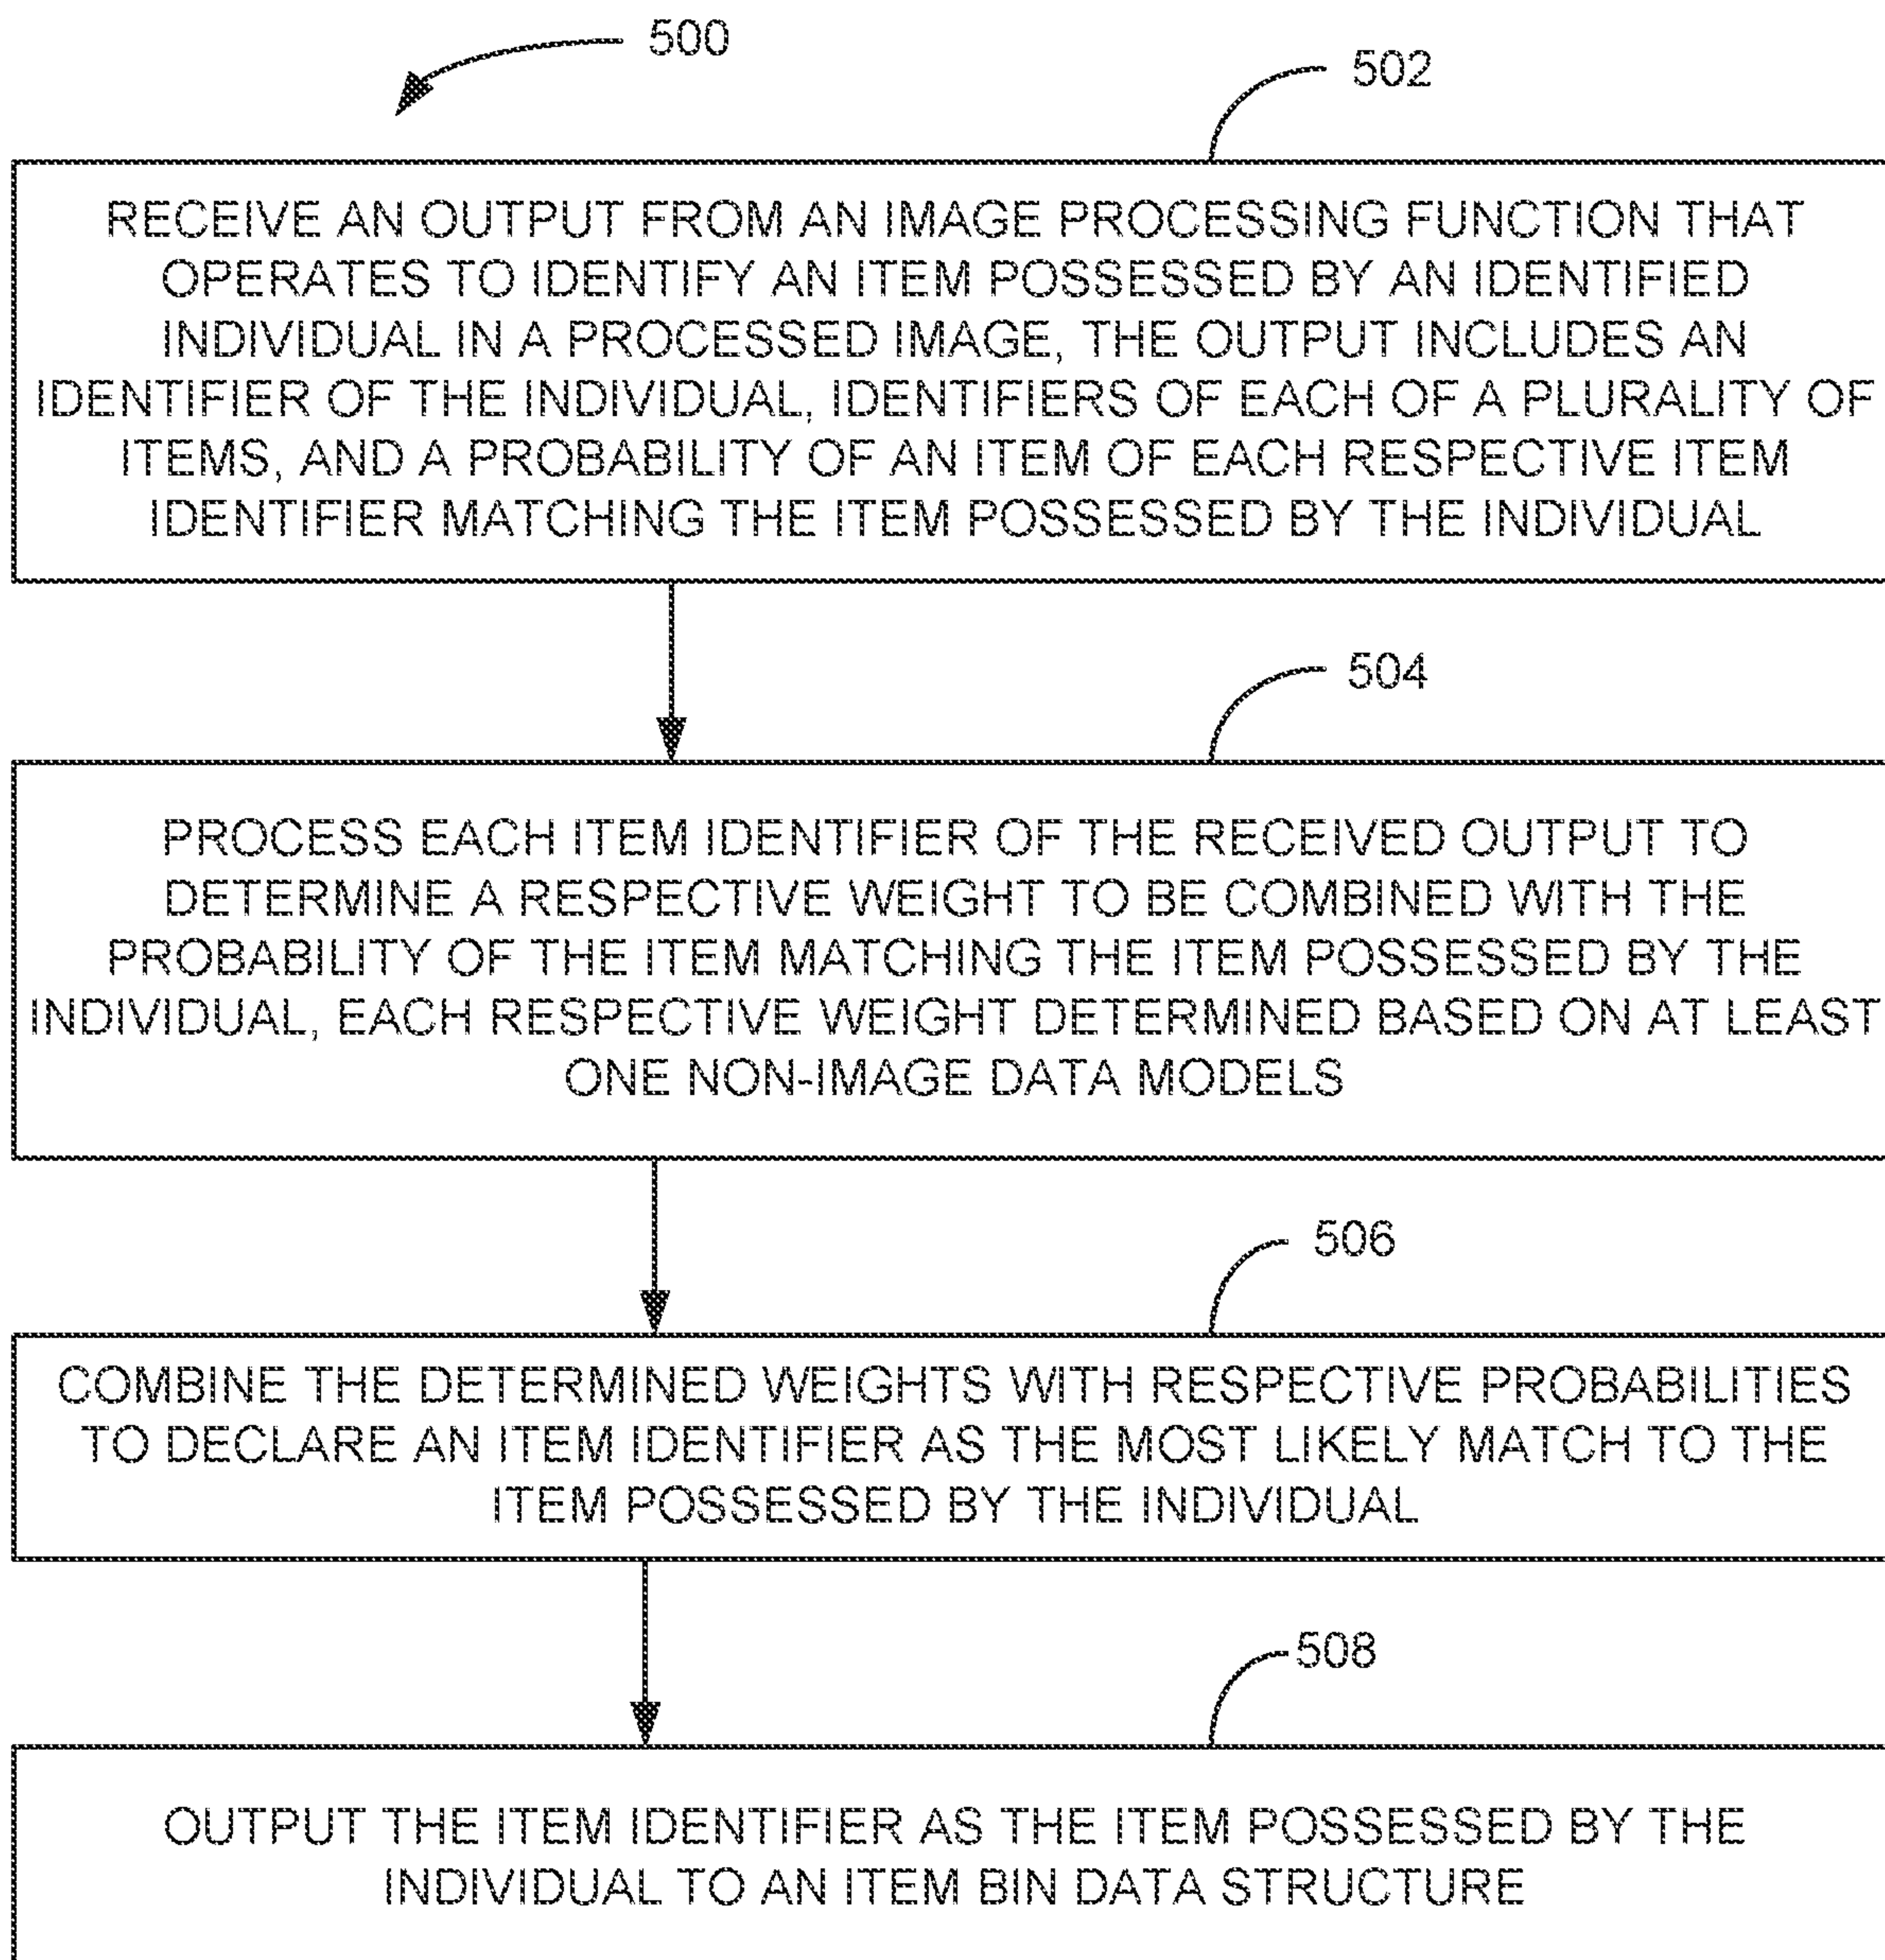 500
502
RECEIVE AN OUTPUT FROM AN IMAGE PROCESSING FUNCTION THAT
OPERATES TO IDENTIFY AN ITEM POSSESSED BY AN IDENTIFIED
INDIVIDUAL IN A PROCESSED IMAGE, THE OUTPUT INCLUDES AN
IDENTIFIER OF THE INDIVIDUAL, IDENTIFIERS OF EACH OF A PLURALITY OF
ITEMS, AND A PROBABILITY OF AN ITEM OF EACH RESPECTIVE ITEM
IDENTIFIER MATCHING THE ITEM POSSESSED BY THE INDIVIDUAL
504
PROCESS EACH ITEM IDENTIFIER OF THE RECEIVED OUTPUT TO
DETERMINE A RESPECTIVE WEIGHT TO BE COMBINED WITH THE
PROBABILITY OF THE ITEM MATCHING THE ITEM POSSESSED BY THE
INDIVIDUAL, EACH RESPECTIVE WEIGHT DETERMINED BASED ON AT LEAST
ONE NON-IMAGE DATA MODELS
506
COMBINE THE DETERMINED WEIGHTS WITH RESPECTIVE PROBABILITIES
TO DECLARE AN ITEM IDENTIFIER AS THE MOST LIKELY MATCH TO THE
ITEM POSSESSED BY THE INDIVIDUAL
508
OUTPUT THE ITEM IDENTIFIER AS THE ITEM POSSESSED BY THE
INDIVIDUAL TO AN ITEM BIN DATA STRUCTURE